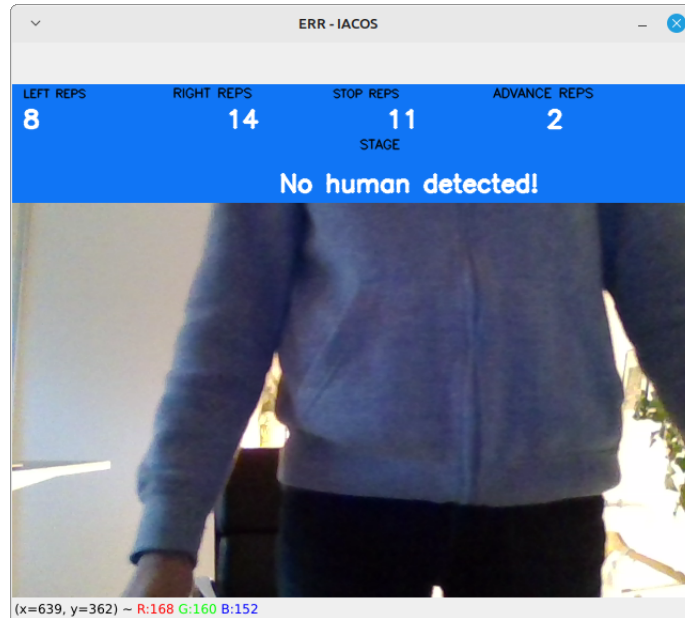 ERR - IACOS
LEFT REPS RIGHT REPS STOP REPS ADVANCE REPS
8 14 11 2
STAGE
No human detected!
(x=639, y=362) ~ R:168 G:160 B:152